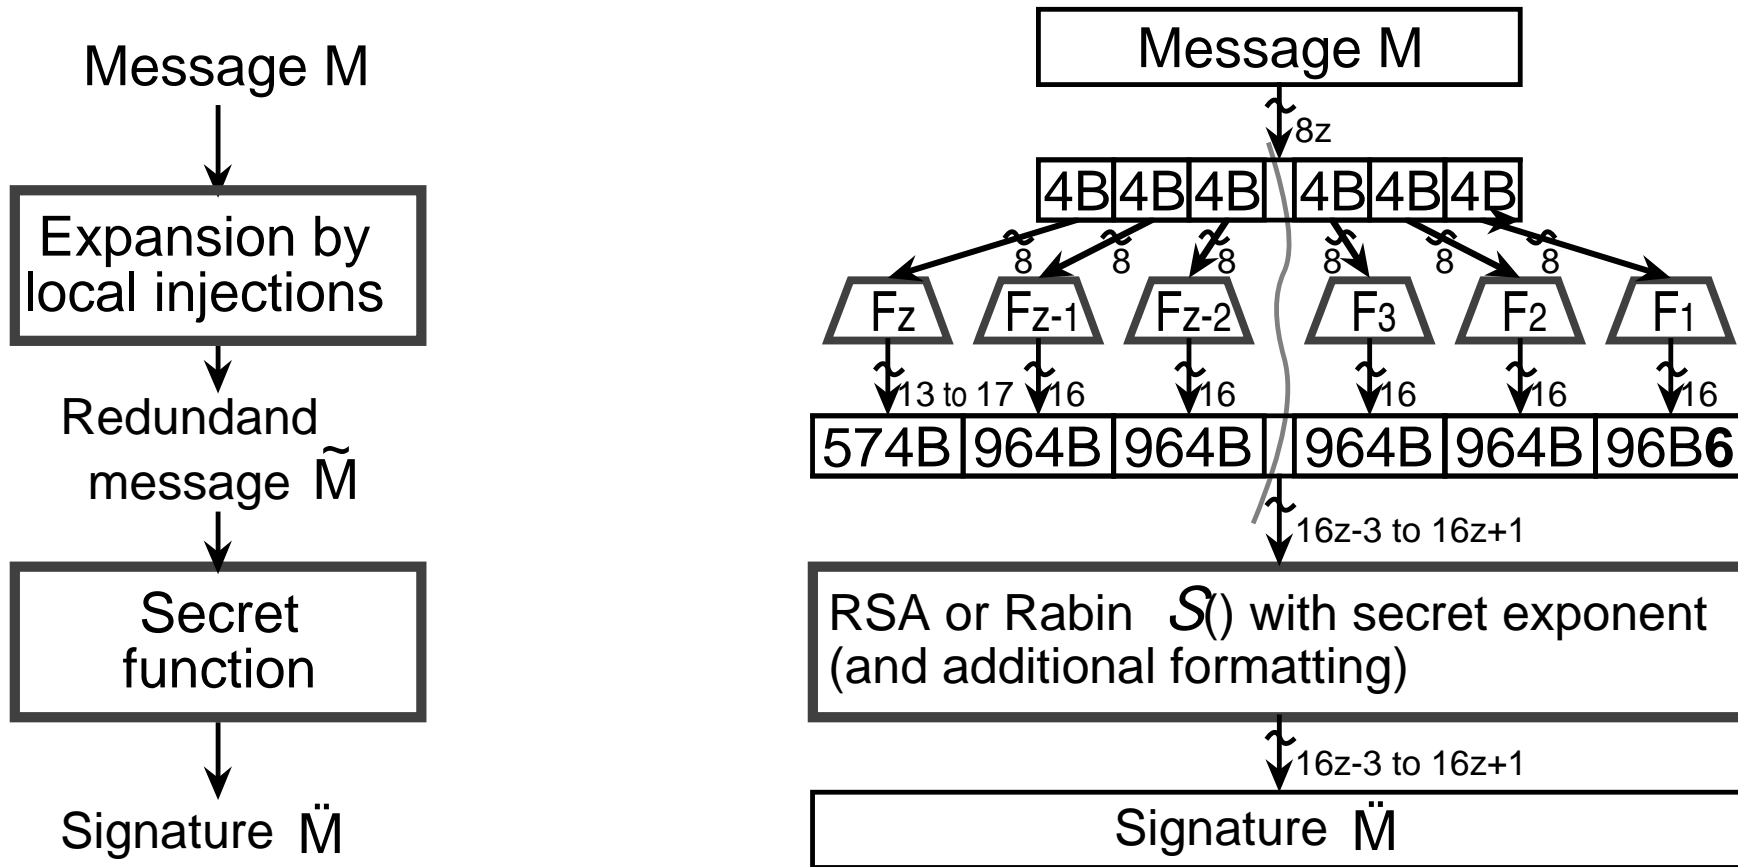 Message M
Expansion by
local injections
Redundand
message M̃
Secret
function
Signature M̈
Message M
8z
4B 4B 4B 4B 4B 4B
8 8 8 8 8 8
Fz Fz-1 Fz-2 F3 F2 F1
13 to 17 16 16 16 16 16
574B 964B 964B 964B 964B 96B6
16z-3 to 16z+1
RSA or Rabin S() with secret exponent
(and additional formatting)
16z-3 to 16z+1
Signature M̈